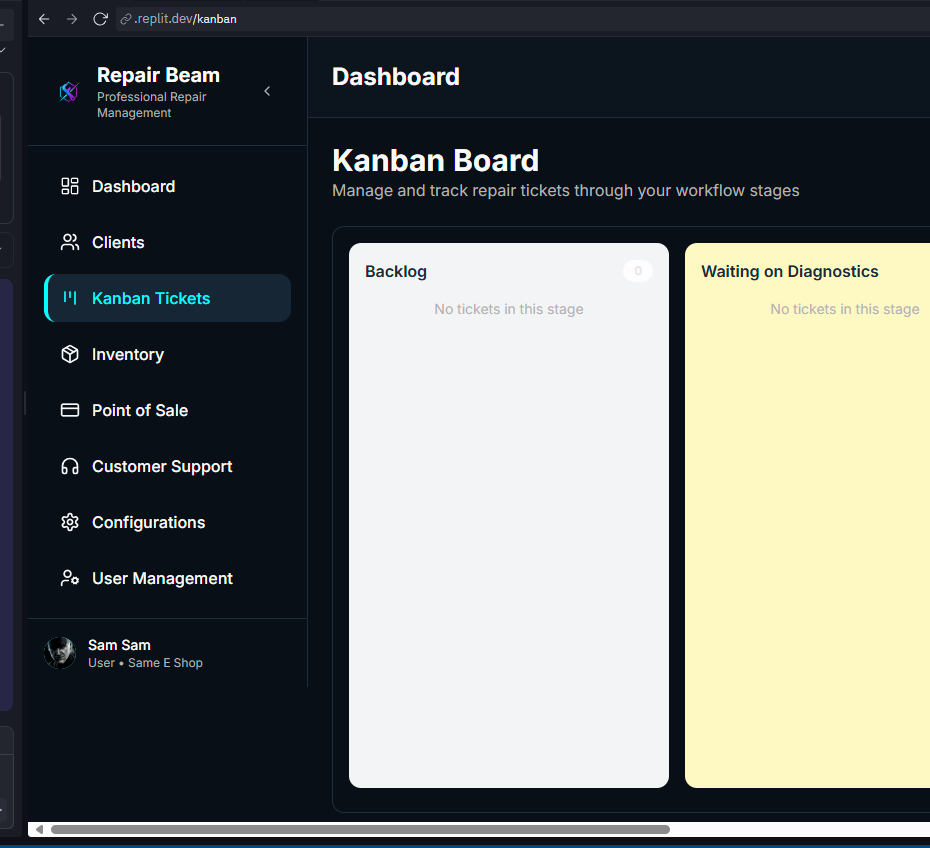 .replit.dev/kanban
Repair Beam
Professional Repair
Management
Dashboard
Clients
Kanban Tickets
Inventory
Point of Sale
Customer Support
Configurations
User Management
Sam Sam
User • Same E Shop
Dashboard
Kanban Board
Manage and track repair tickets through your workflow stages
Backlog
0
No tickets in this stage
Waiting on Diagnostics
No tickets in this stage